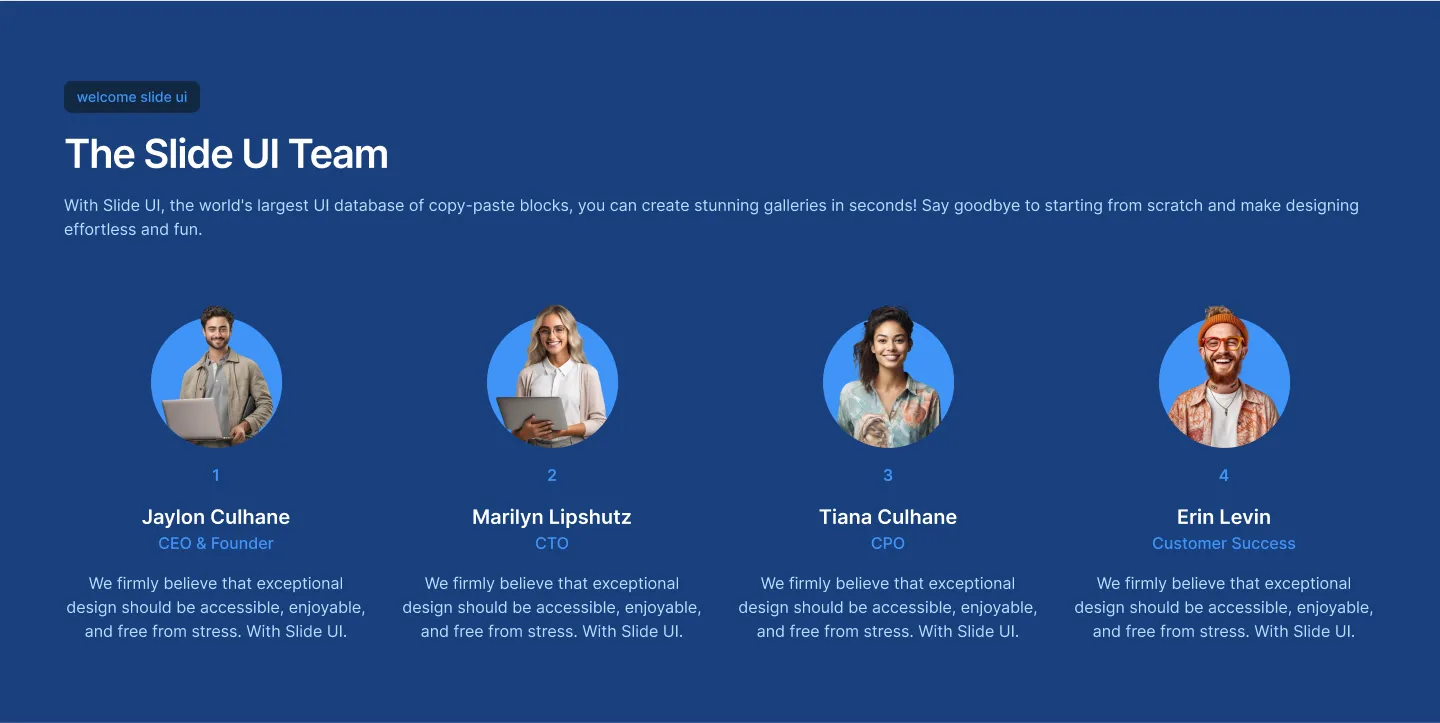 welcome slide ui
The Slide UI Team
With Slide UI, the world's largest UI database of copy-paste blocks, you can create stunning galleries in seconds! Say goodbye to starting from scratch and make designing
effortless and fun.
1
Jaylon Culhane
CEO & Founder
We firmly believe that exceptional
design should be accessible, enjoyable,
and free from stress. With Slide UI.
2
Marilyn Lipshutz
CTO
We firmly believe that exceptional
design should be accessible, enjoyable,
and free from stress. With Slide UI.
3
Tiana Culhane
CPO
We firmly believe that exceptional
design should be accessible, enjoyable,
and free from stress. With Slide UI.
4
Erin Levin
Customer Success
We firmly believe that exceptional
design should be accessible, enjoyable,
and free from stress. With Slide UI.